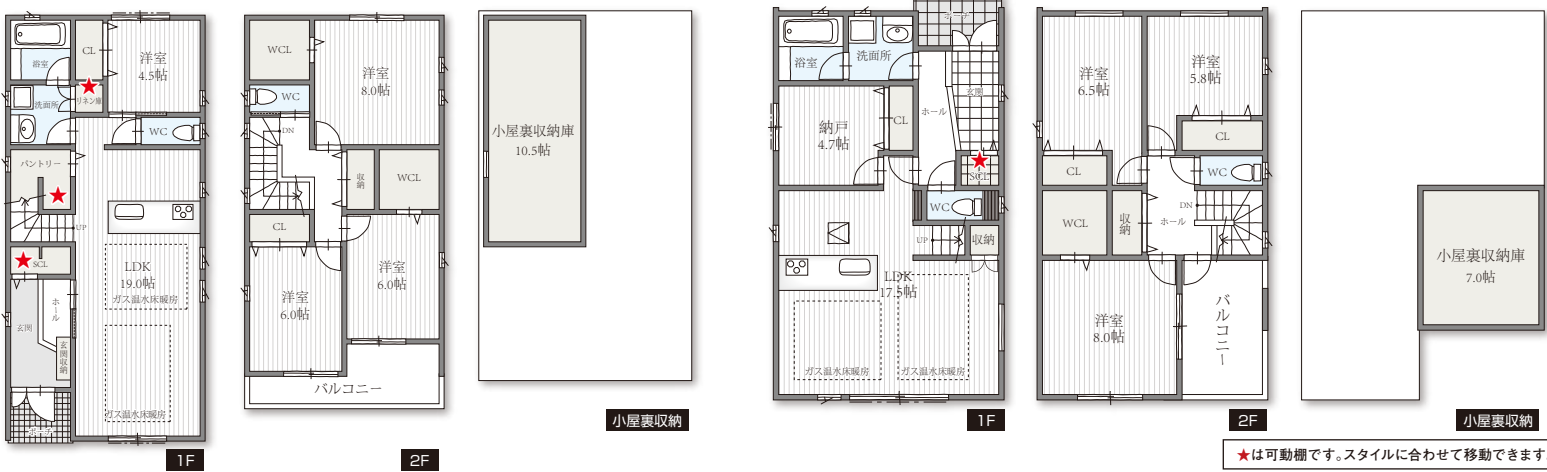 浴室
CL
洋室
4.5帖
洗面所
リネン庫
WC
パントリー
UP
SCL
LDK
19.0帖
ガス温水床暖房
ホール
玄関
玄関収納
ガス温水床暖房
ポーチ
1F
WCL
洋室
8.0帖
WC
DN
収納
WCL
CL
洋室
6.0帖
洋室
6.0帖
バルコニー
2F
小屋裏収納庫
10.5帖
小屋裏収納
ポーチ
浴室
洗面所
玄関
ホール
納戸
4.7帖
CL
SCL
WC
UP
収納
LDK
17.5帖
ガス温水床暖房
ガス温水床暖房
1F
洋室
6.5帖
洋室
5.8帖
CL
CL
WC
WCL
収納
ホール
DN
洋室
8.0帖
バルコニー
2F
小屋裏収納庫
7.0帖
小屋裏収納
★は可動棚です。スタイルに合わせて移動できます